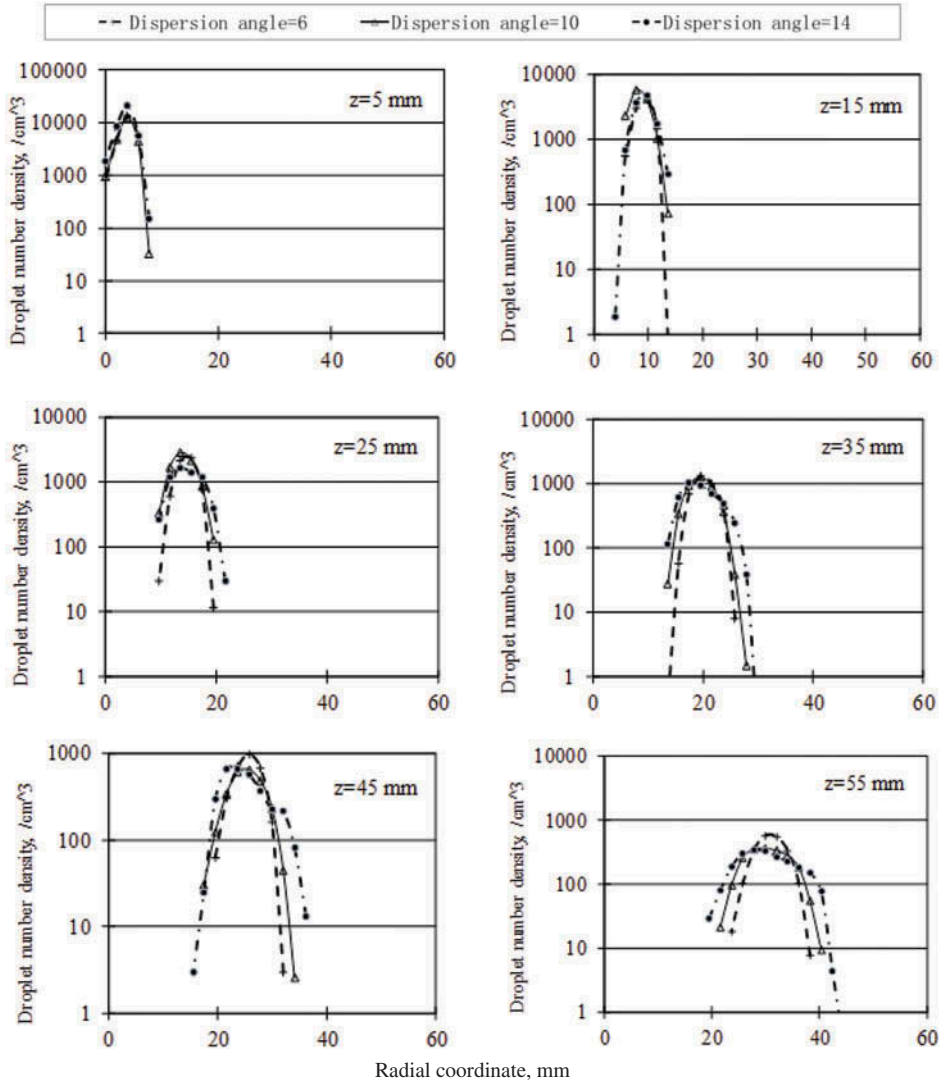 Dispersion angle=6 Dispersion angle=10 Dispersion angle=14
Droplet number density, /cm^3
100000
10000
1000
100
10
1
z=5 mm
0 20 40 60
Droplet number density, /cm^3
10000
1000
100
10
1
z=15 mm
0 10 20 30 30 40 60
Droplet number density, /cm^3
10000
1000
100
10
1
z=25 mm
0 20 40 60
Droplet number density, /cm^3
10000
1000
100
10
1
z=35 mm
0 20 40 60
Droplet number density, /cm^3
1000
100
10
1
z=45 mm
0 20 40 60
Droplet number density, /cm^3
10000
1000
100
10
1
z=55 mm
0 20 40 60
Radial coordinate, mm